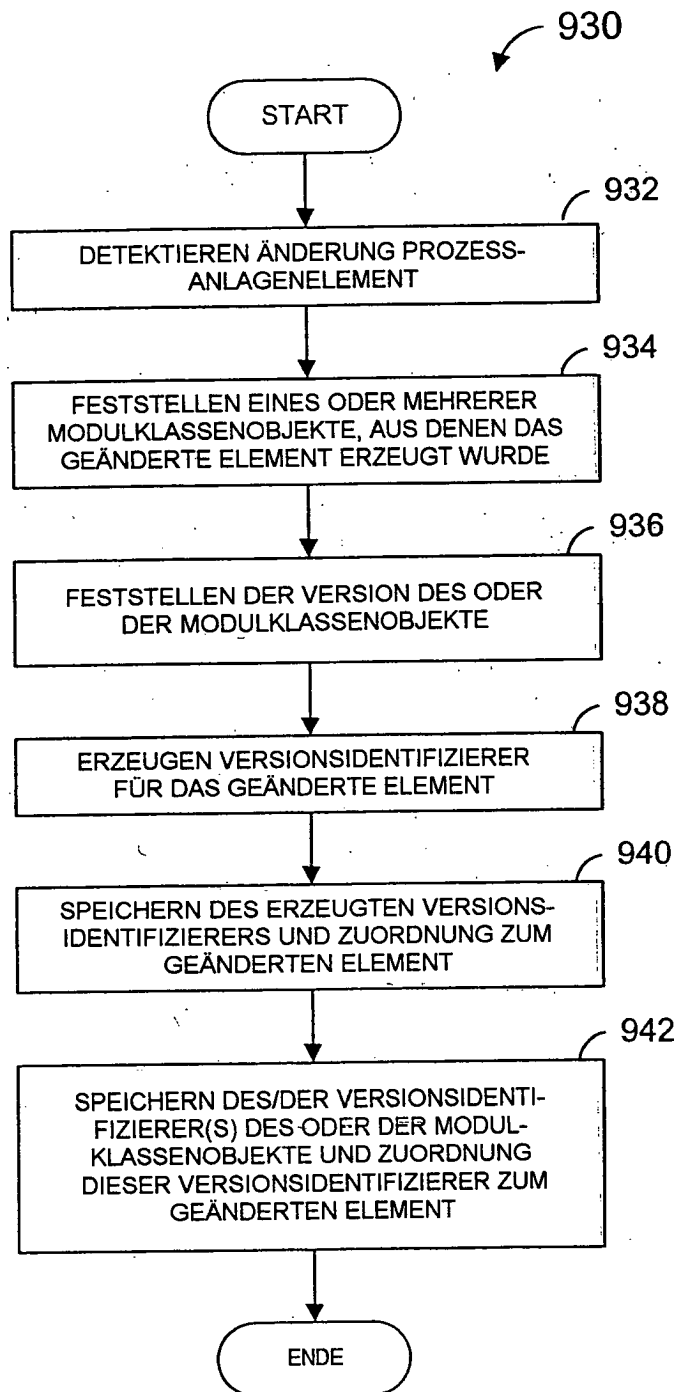 930
START
932
DETEKTIEREN ÄNDERUNG PROZESS-
ANLAGENELEMENT
934
FESTSTELLEN EINES ODER MEHRERER
MODULKLASSENOBJEKTE, AUS DENEN DAS
GEÄNDERTE ELEMENT ERZEUGT WURDE
936
FESTSTELLEN DER VERSION DES ODER
DER MODULKLASSENOBJEKTE
938
ERZEUGEN VERSIONSIDENTIFIZIERER
FÜR DAS GEÄNDERTE ELEMENT
940
SPEICHERN DES ERZEUGTEN VERSIONS-
IDENTIFIZIERERS UND ZUORDNUNG ZUM
GEÄNDERTEN ELEMENT
942
SPEICHERN DES/DER VERSIONSIDENTI-
FIZIERER(S) DES ODER DER MODUL-
KLASSENOBJEKTE UND ZUORDNUNG
DIESER VERSIONSIDENTIFIZIERER ZUM
GEÄNDERTEN ELEMENT
ENDE